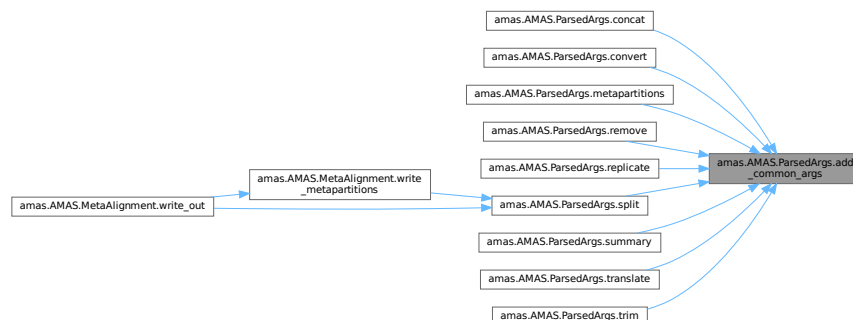 amas.AMAS.ParsedArgs.concat
amas.AMAS.ParsedArgs.convert
amas.AMAS.ParsedArgs.metapartitions
amas.AMAS.ParsedArgs.remove
amas.AMAS.ParsedArgs.add
_common_args
amas.AMAS.ParsedArgs.replicate
amas.AMAS.MetaAlignment.write
_metapartitions
amas.AMAS.MetaAlignment.write_out
amas.AMAS.ParsedArgs.split
amas.AMAS.ParsedArgs.summary
amas.AMAS.ParsedArgs.translate
amas.AMAS.ParsedArgs.trim